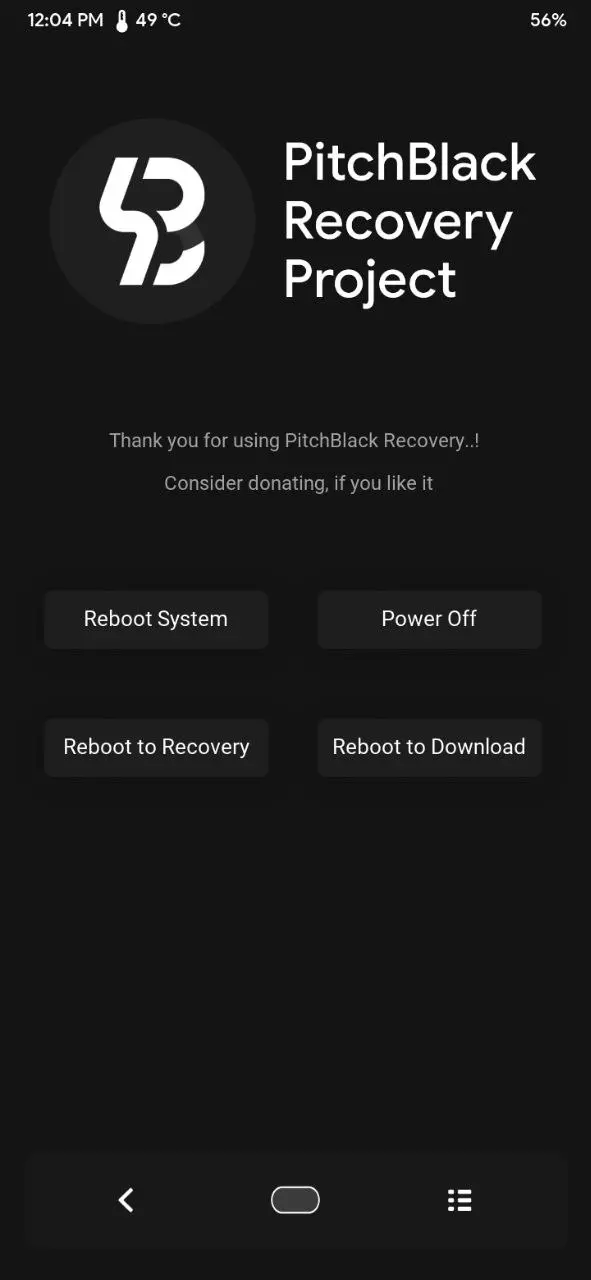 12:04 PM 49 °C 56%
PitchBlack
Recovery
Project
Thank you for using PitchBlack Recovery..!
Consider donating, if you like it
Reboot System Power Off
Reboot to Recovery Reboot to Download